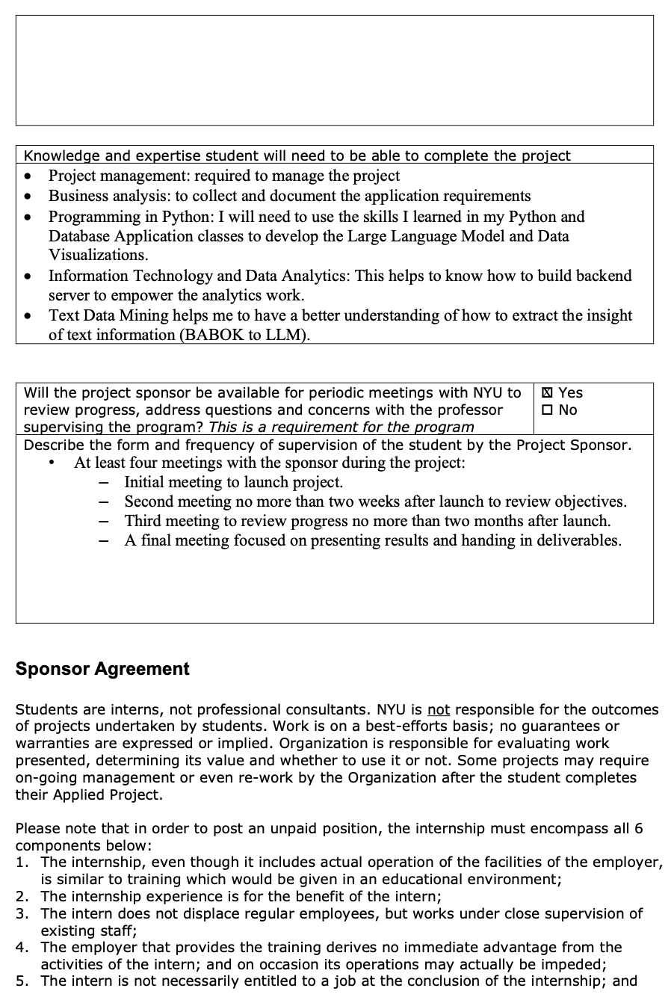 Knowledge and expertise student will need to be able to complete the project
• Project management: required to manage the project
• Business analysis: to collect and document the application requirements
• Programming in Python: I will need to use the skills I learned in my Python and
Database Application classes to develop the Large Language Model and Data
Visualizations.
• Information Technology and Data Analytics: This helps to know how to build backend
server to empower the analytics work.
• Text Data Mining helps me to have a better understanding of how to extract the insight
of text information (BABOK to LLM).
Will the project sponsor be available for periodic meetings with NYU to
review progress, address questions and concerns with the professor
supervising the program? This is a requirement for the program
☒ Yes
☐ No
Describe the form and frequency of supervision of the student by the Project Sponsor.
• At least four meetings with the sponsor during the project:
– Initial meeting to launch project.
– Second meeting no more than two weeks after launch to review objectives.
– Third meeting to review progress no more than two months after launch.
– A final meeting focused on presenting results and handing in deliverables.
Sponsor Agreement
Students are interns, not professional consultants. NYU is not responsible for the outcomes
of projects undertaken by students. Work is on a best-efforts basis; no guarantees or
warranties are expressed or implied. Organization is responsible for evaluating work
presented, determining its value and whether to use it or not. Some projects may require
on-going management or even re-work by the Organization after the student completes
their Applied Project.
Please note that in order to post an unpaid position, the internship must encompass all 6
components below:
1. The internship, even though it includes actual operation of the facilities of the employer,
is similar to training which would be given in an educational environment;
2. The internship experience is for the benefit of the intern;
3. The intern does not displace regular employees, but works under close supervision of
existing staff;
4. The employer that provides the training derives no immediate advantage from the
activities of the intern; and on occasion its operations may actually be impeded;
5. The intern is not necessarily entitled to a job at the conclusion of the internship; and